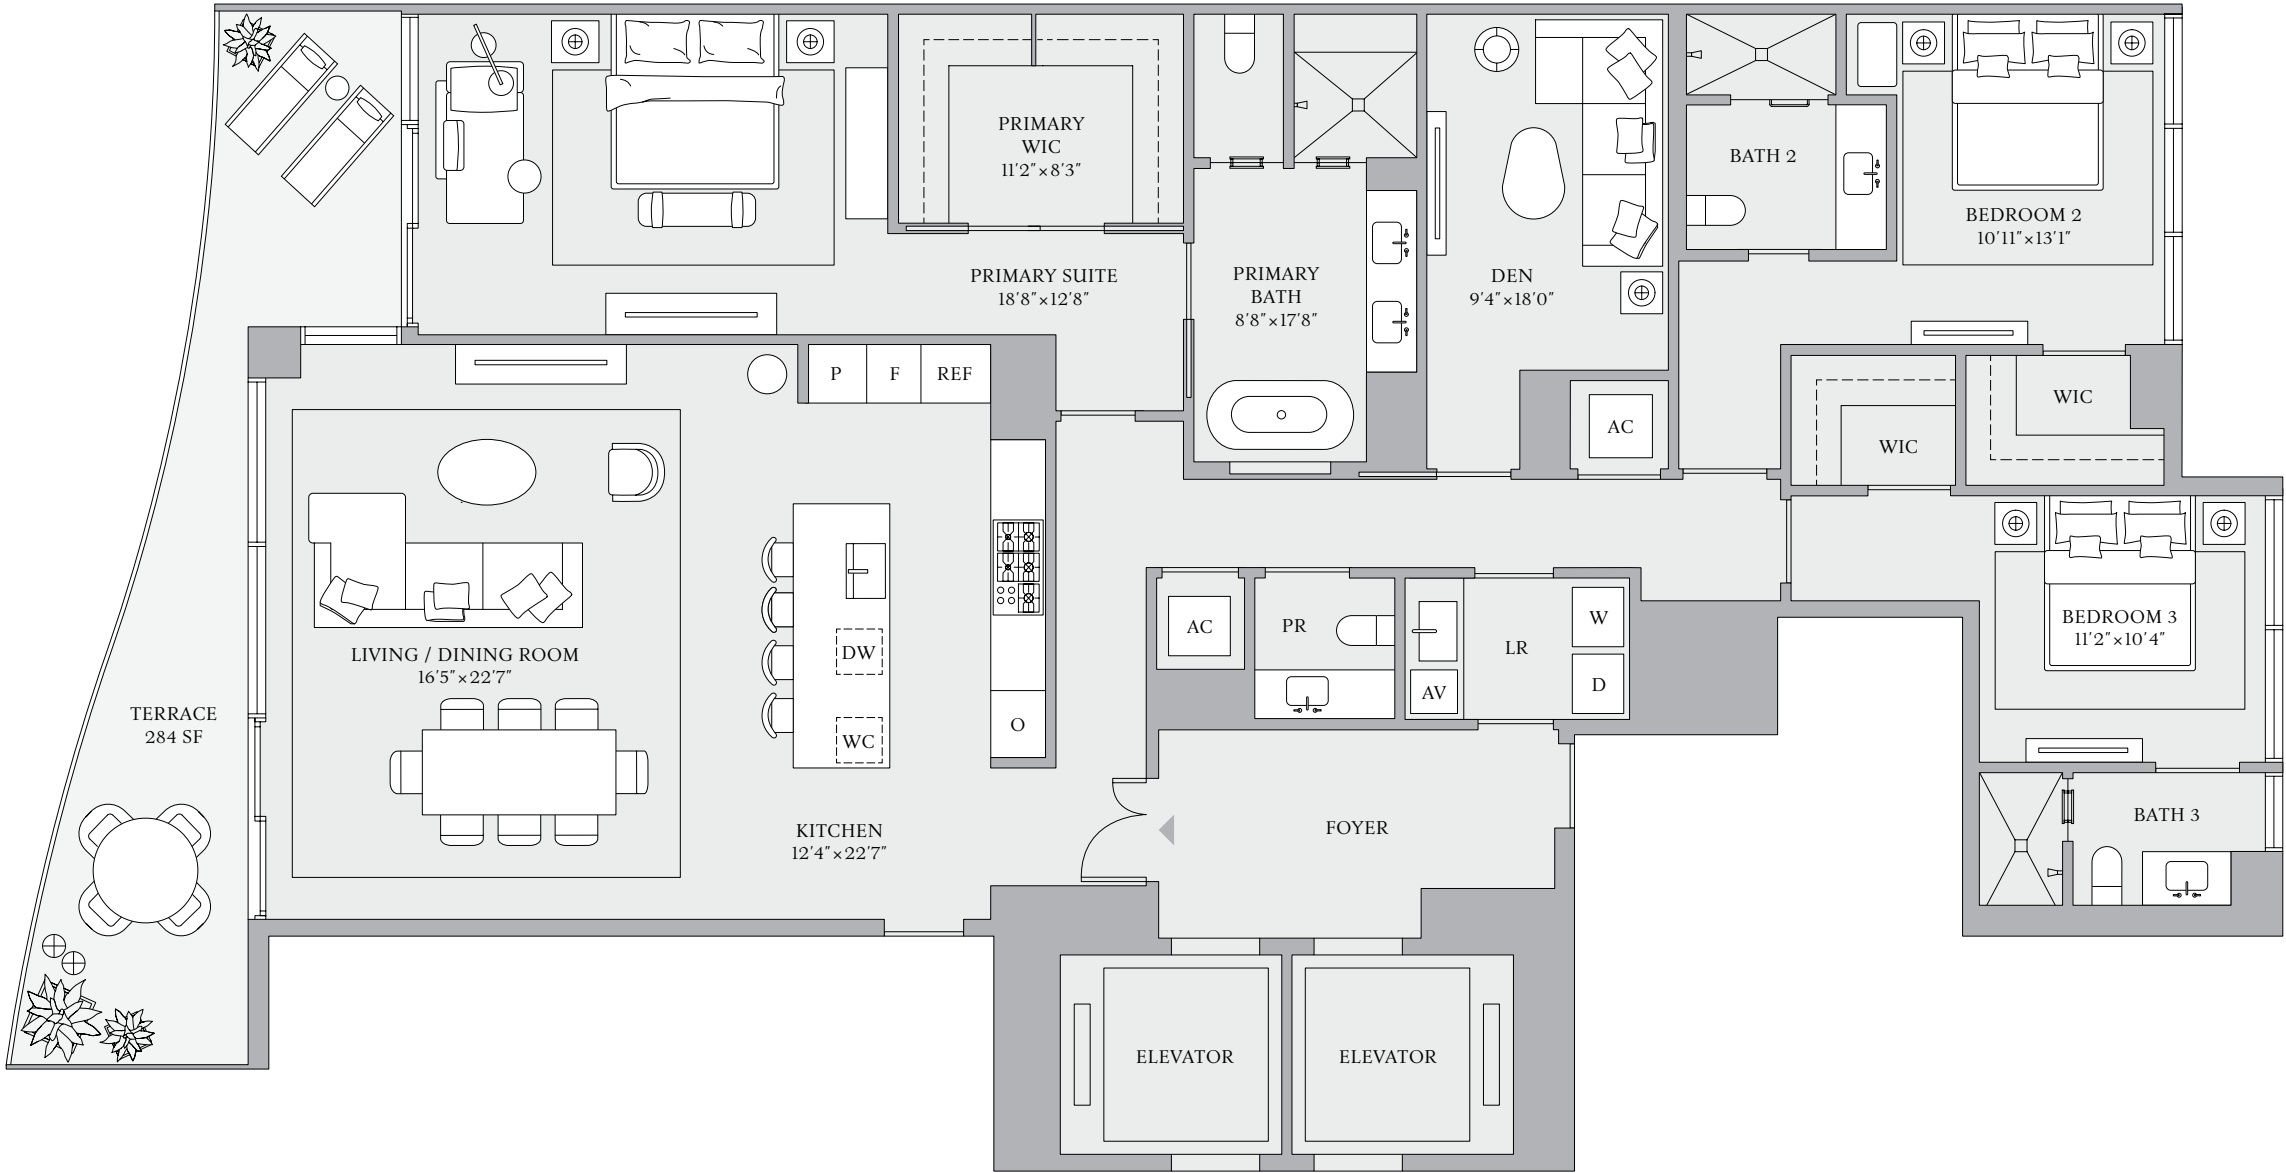 PRIMARY
WIC
11'2"×8'3"
PRIMARY SUITE
18'8"×12'8"
PRIMARY
BATH
8'8"×17'8"
DEN
9'4"×18'0"
BATH 2
BEDROOM 2
10'11"×13'1"
P
F
REF
AC
WIC
WIC
LIVING / DINING ROOM
16'5"×22'7"
TERRACE
284 SF
DW
WC
O
KITCHEN
12'4"×22'7"
AC
PR
LR
W
D
AV
BEDROOM 3
11'2"×10'4"
BATH 3
FOYER
ELEVATOR
ELEVATOR